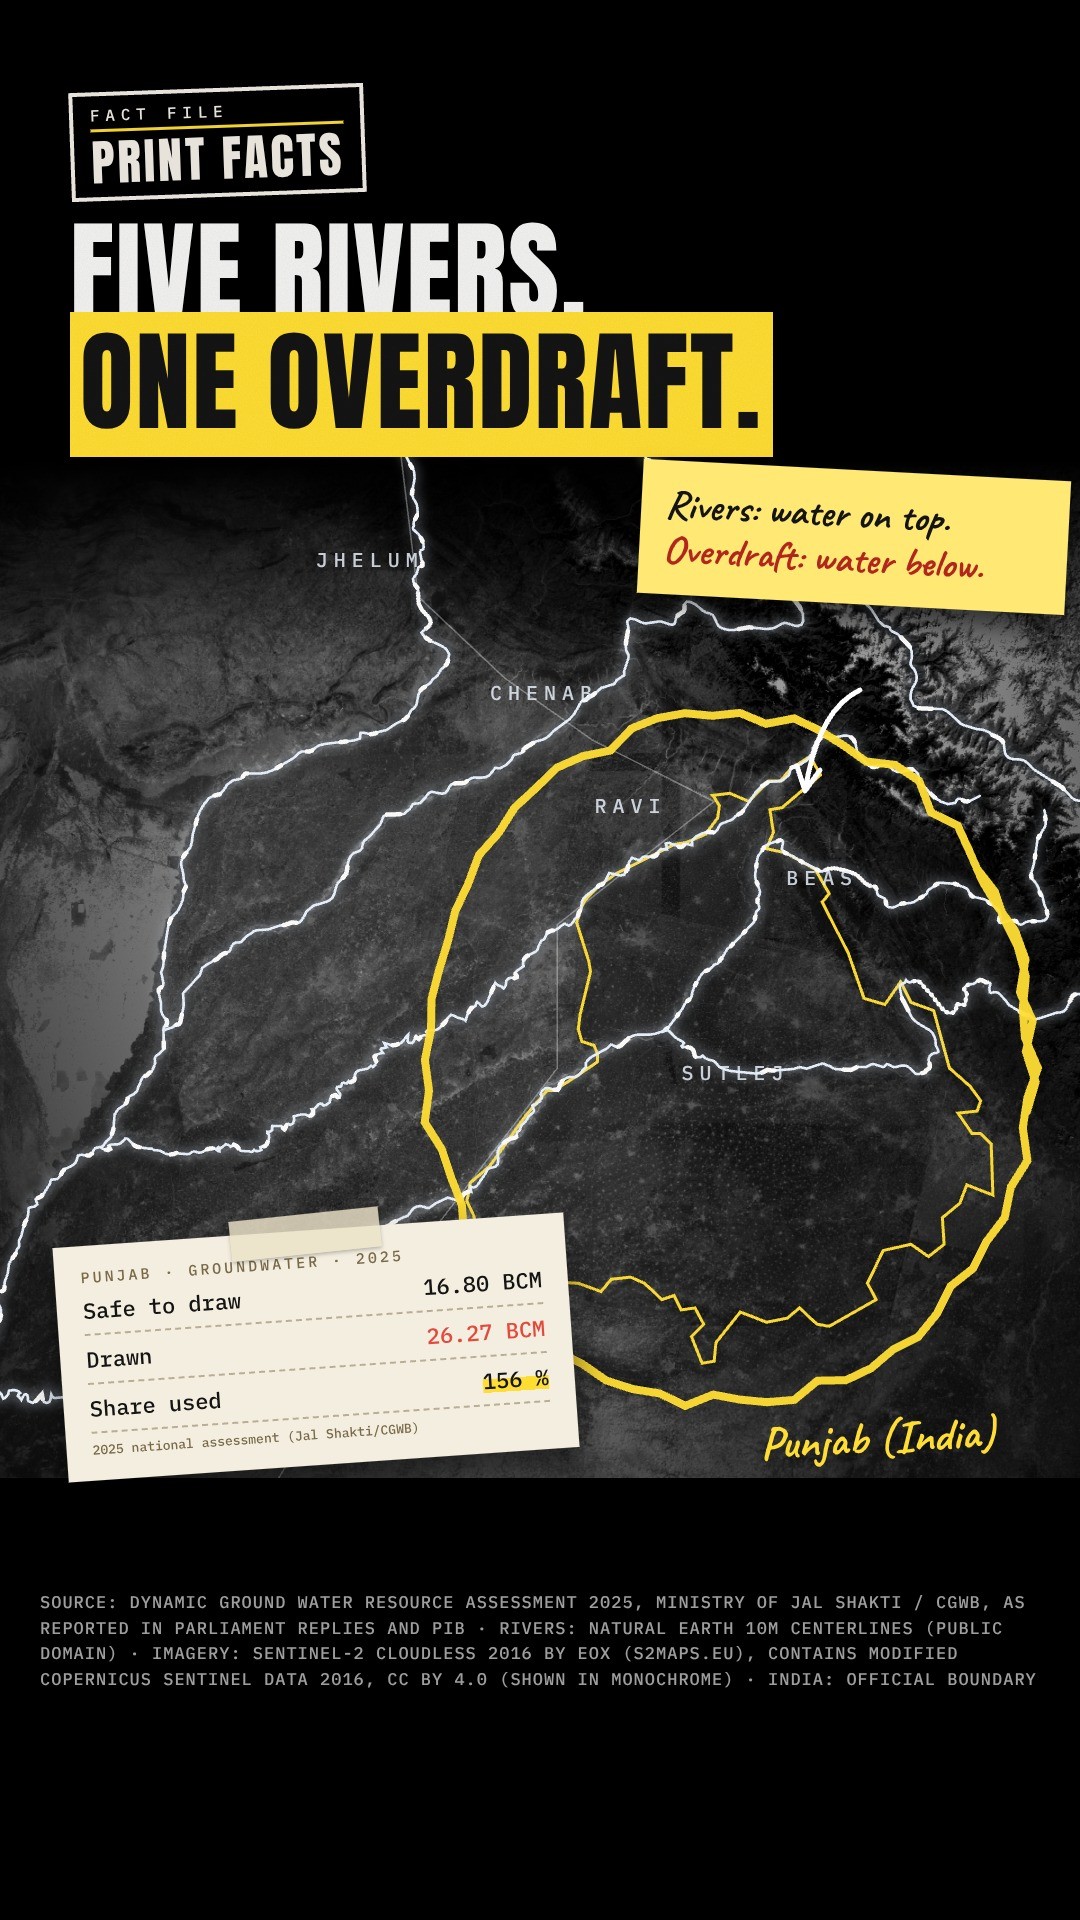 FACT FILE
PRINT FACTS
FIVE RIVERS.
ONE OVERDRAFT.
Rivers: water on top.
Overdraft: water below.
JHELUM
CHENAB
RAVI
BEAS
SUTLEJ
PUNJAB · GROUNDWATER · 2025
Safe to draw 16.80 BCM
Drawn 26.27 BCM
Share used 156 %
2025 national assessment (Jal Shakti/CGWB)
Punjab (India)
SOURCE: DYNAMIC GROUND WATER RESOURCE ASSESSMENT 2025, MINISTRY OF JAL SHAKTI / CGWB, AS
REPORTED IN PARLIAMENT REPLIES AND PIB · RIVERS: NATURAL EARTH 10M CENTERLINES (PUBLIC
DOMAIN) · IMAGERY: SENTINEL-2 CLOUDLESS 2016 BY EOX (S2MAPS.EU), CONTAINS MODIFIED
COPERNICUS SENTINEL DATA 2016, CC BY 4.0 (SHOWN IN MONOCHROME) · INDIA: OFFICIAL BOUNDARY